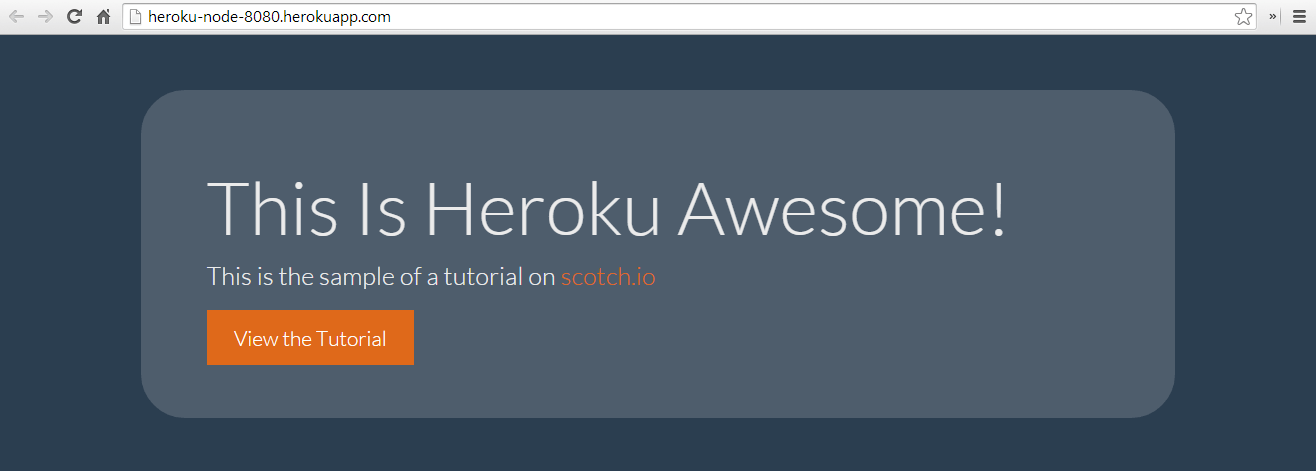 heroku-node-8080.herokuapp.com
This Is Heroku Awesome!
This is the sample of a tutorial on scotch.io
View the Tutorial